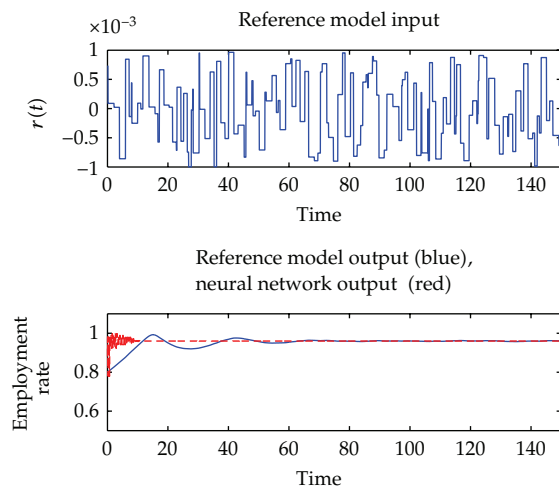 ×10⁻³
Reference model input
1
0.5
0
−0.5
−1
r(t)
0 20 40 60 80 100 120 140
Time
Reference model output (blue),
neural network output (red)
1
0.8
0.6
Employment
rate
0 20 40 60 80 100 120 140
Time